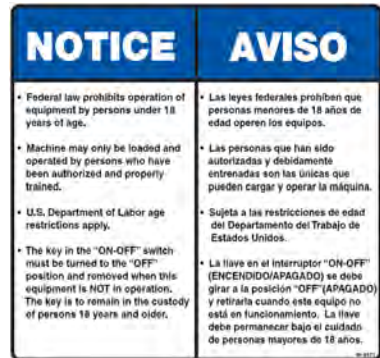 NOTICE
• Federal law prohibits operation of
equipment by persons under 18
years of age.
• Machine may only be loaded and
operated by persons who have
been authorized and properly
trained.
• U.S. Department of Labor age
restrictions apply.
• The key in the "ON-OFF" switch
must be turned to the "OFF"
position and removed when this
equipment is NOT in operation.
The key is to remain in the custody
of persons 18 years and older.
AVISO
• Las leyes federales prohiben que
personas menores de 18 años de
edad operen los equipos.
• Las personas que han sido
autorizadas y debidamente
entrenadas son las únicas que
pueden cargar y operar la máquina.
• Sujeta a las restricciones de edad
del Departamento del Trabajo de
Estados Unidos.
• La llave en el interruptor "ON-OFF"
(ENCENDIDO/APAGADO) se debe
girar a la posición "OFF"(APAGADO)
y retirarla cuando este equipo no
está en funcionamiento. La llave
debe permanecer bajo el cuidado
de personas mayores de 18 años.